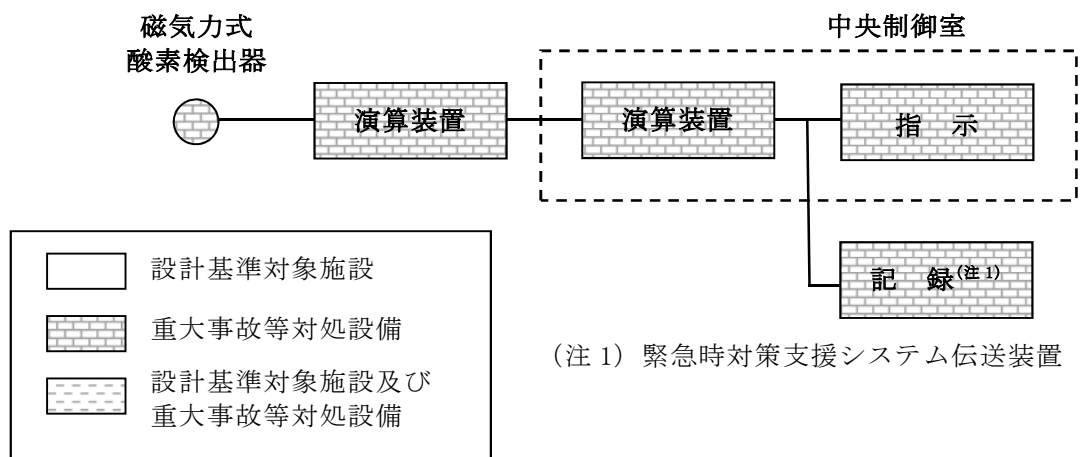 磁気力式
酸素検出器
中央制御室
演算装置
演算装置
指 示
記 録(注 1)
設計基準対象施設
重大事故等対処設備
設計基準対象施設及び
重大事故等対処設備
(注 1) 緊急時対策支援システム伝送装置